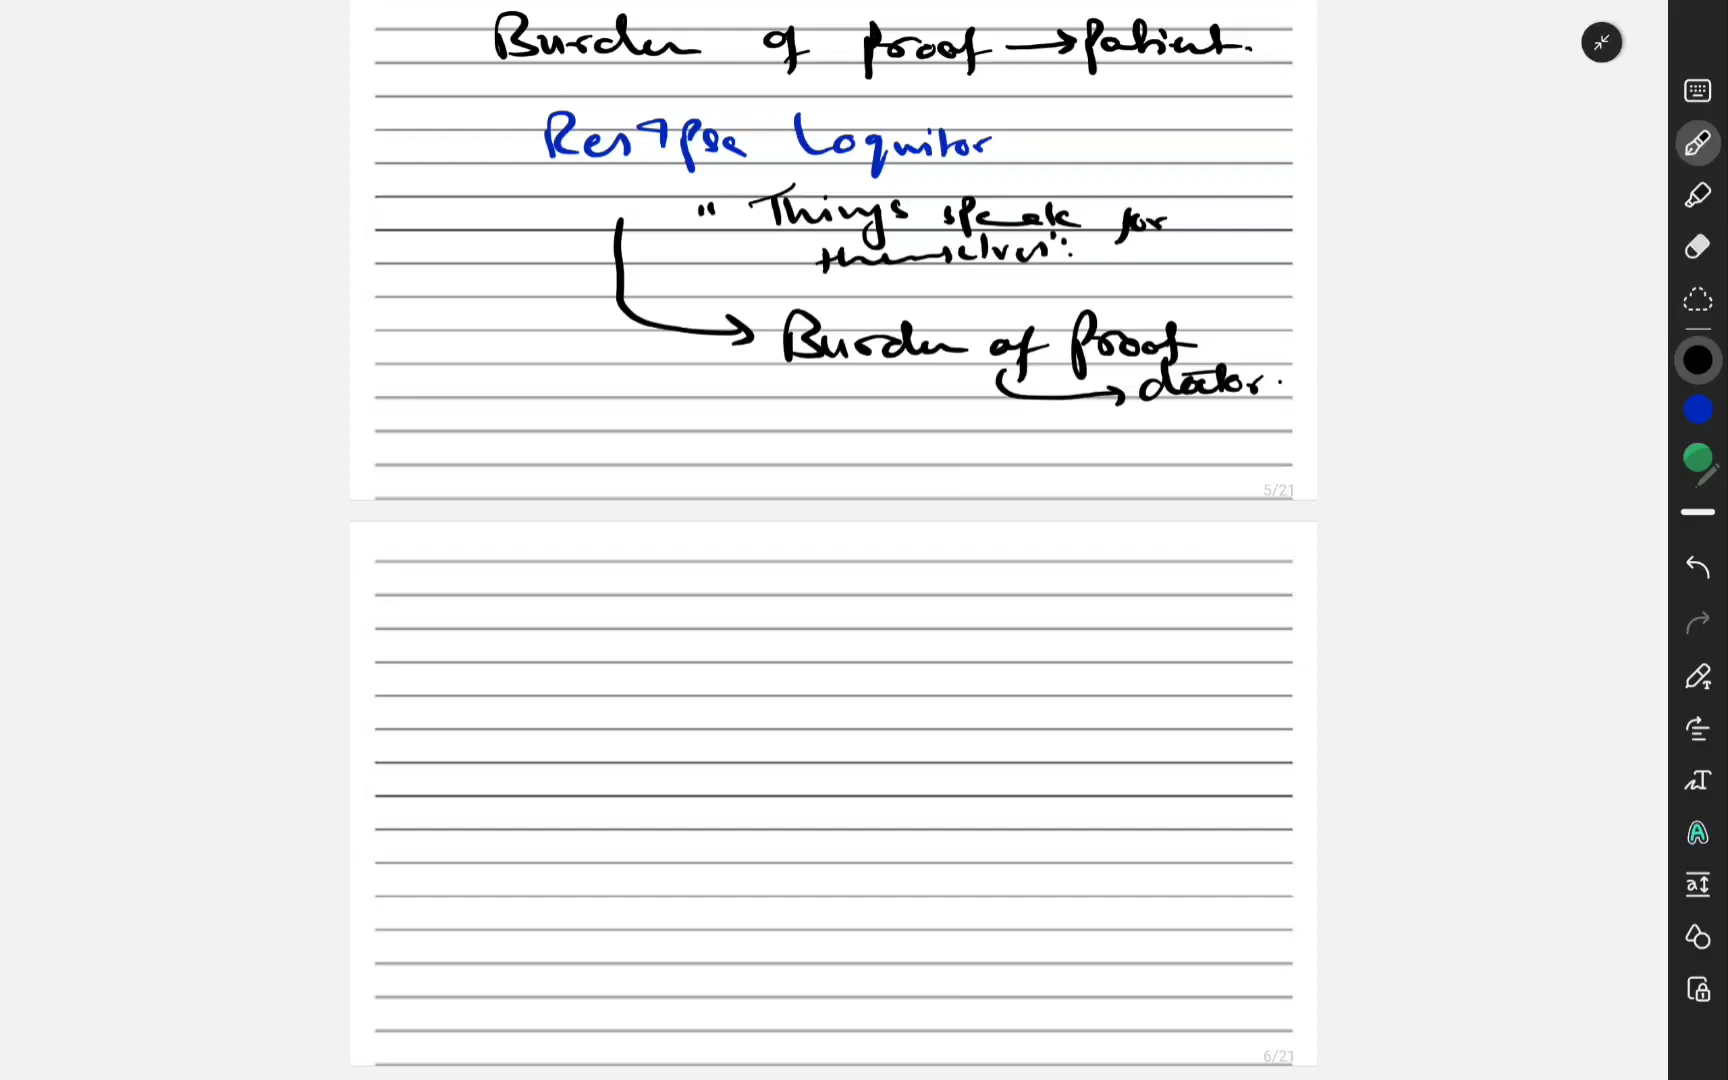 Burden of proof → patient.
Res Ipsa Loquitor
" Things speak for
themselves".
Burden of Proof
doctor.
5/21
6/21